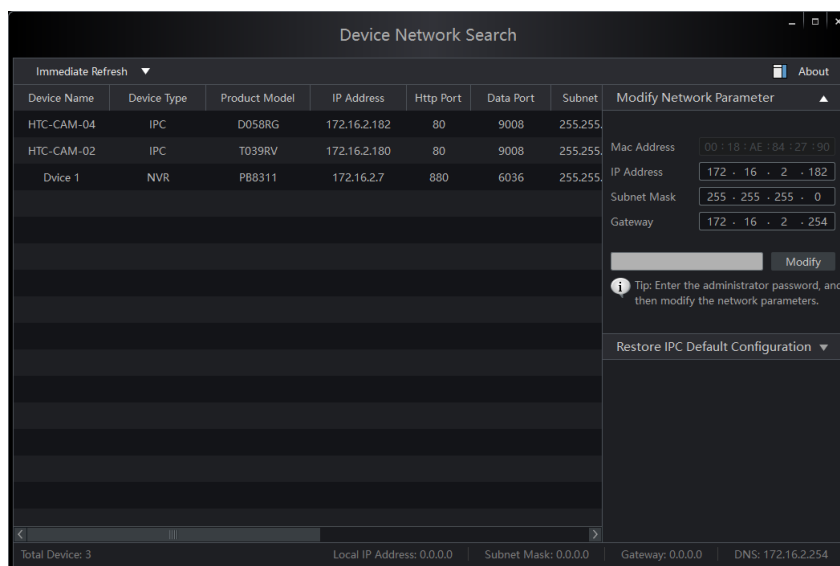 Device Network Search
Immediate Refresh ▼ About
Device Name Device Type Product Model IP Address Http Port Data Port Subnet
HTC-CAM-04 IPC D058RG 172.16.2.182 80 9008 255.255.
HTC-CAM-02 IPC T039RV 172.16.2.180 80 9008 255.255.
Dvice 1 NVR PB8311 172.16.2.7 880 6036 255.255.
Modify Network Parameter ▲
Mac Address 00 : 18 : AE : 84 : 27 : 90
IP Address 172 . 16 . 2 . 182
Subnet Mask 255 . 255 . 255 . 0
Gateway 172 . 16 . 2 . 254
Modify
Tip: Enter the administrator password, and
then modify the network parameters.
Restore IPC Default Configuration ▼
Total Device: 3 Local IP Address: 0.0.0.0 Subnet Mask: 0.0.0.0 Gateway: 0.0.0.0 DNS: 172.16.2.254